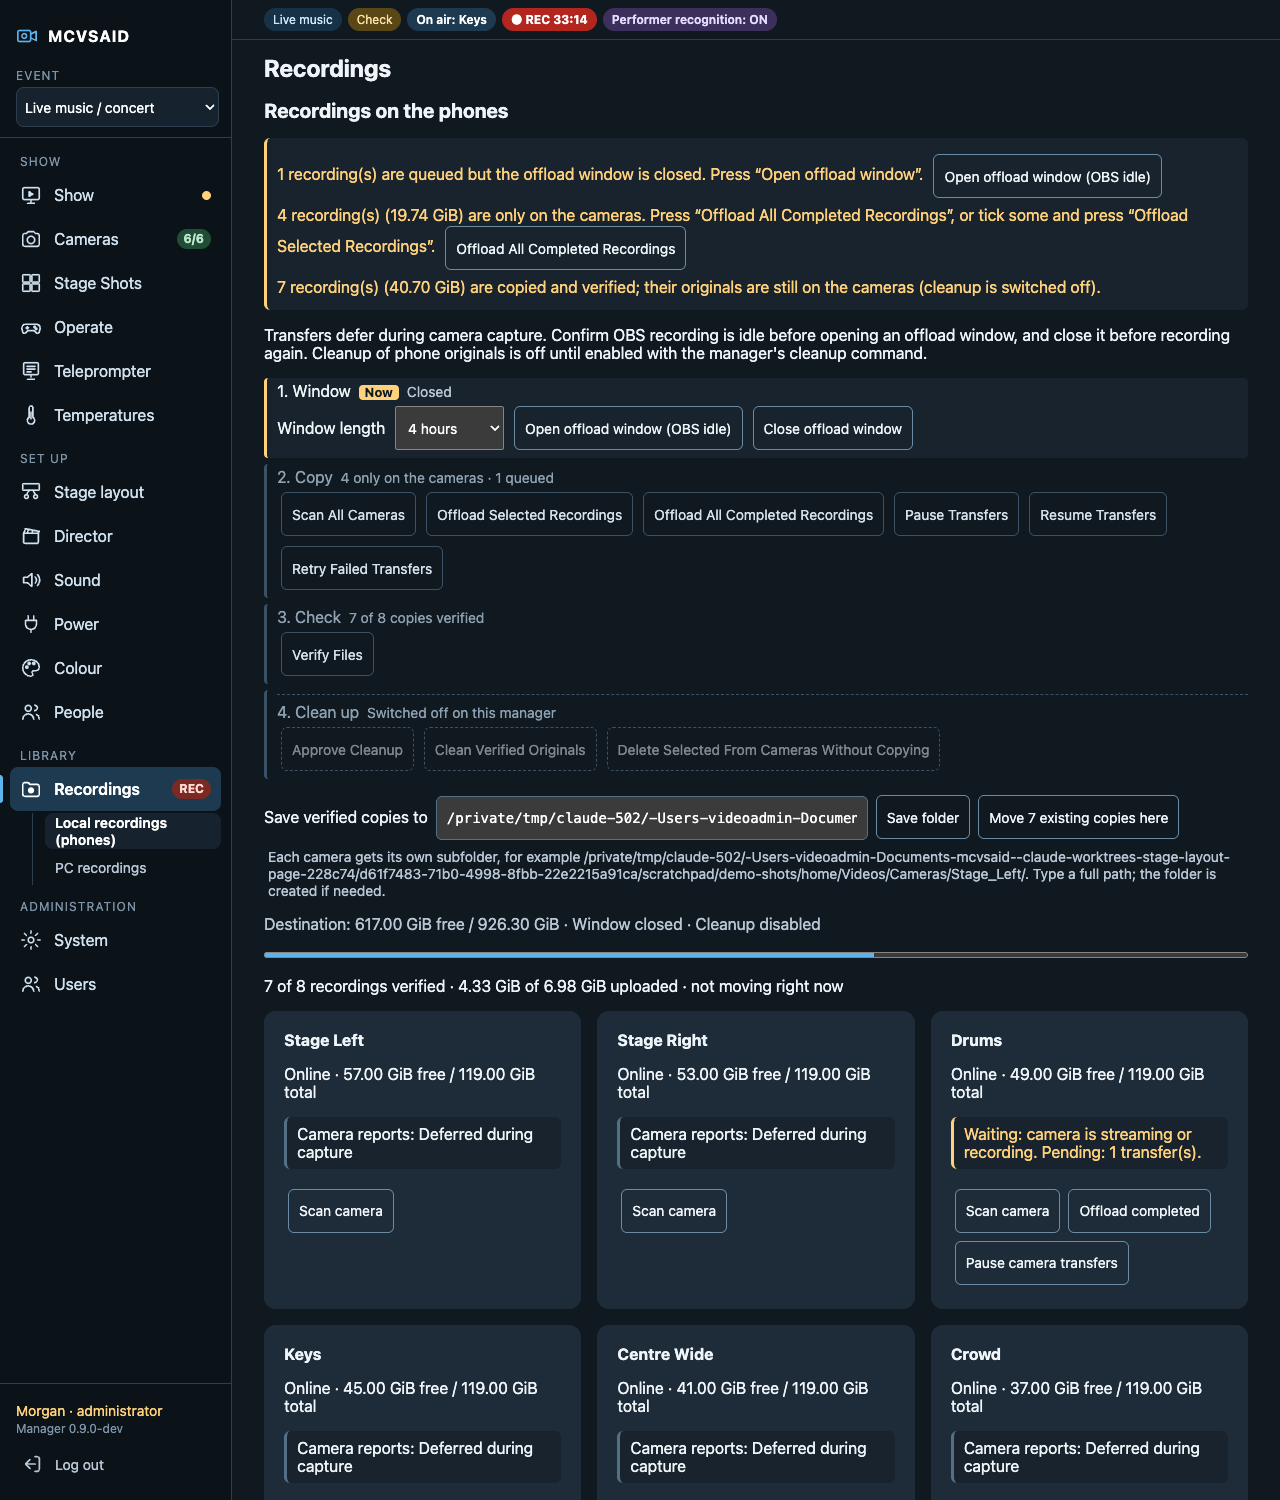 MCVSAID
EVENT
Live music / concert
SHOW
Show
Cameras 6/6
Stage Shots
Operate
Teleprompter
Temperatures
SET UP
Stage layout
Director
Sound
Power
Colour
People
LIBRARY
Recordings REC
Local recordings
(phones)
PC recordings
ADMINISTRATION
System
Users
Morgan · administrator
Manager 0.9.0-dev
Log out
Live music Check On air: Keys REC 33:14 Performer recognition: ON
Recordings
Recordings on the phones
1 recording(s) are queued but the offload window is closed. Press “Open offload window”. Open offload window (OBS idle)
4 recording(s) (19.74 GiB) are only on the cameras. Press “Offload All Completed Recordings”, or tick some and press “Offload
Selected Recordings”. Offload All Completed Recordings
7 recording(s) (40.70 GiB) are copied and verified; their originals are still on the cameras (cleanup is switched off).
Transfers defer during camera capture. Confirm OBS recording is idle before opening an offload window, and close it before recording
again. Cleanup of phone originals is off until enabled with the manager's cleanup command.
1. Window Now Closed
Window length 4 hours Open offload window (OBS idle) Close offload window
2. Copy 4 only on the cameras · 1 queued
Scan All Cameras Offload Selected Recordings Offload All Completed Recordings Pause Transfers Resume Transfers
Retry Failed Transfers
3. Check 7 of 8 copies verified
Verify Files
4. Clean up Switched off on this manager
Approve Cleanup Clean Verified Originals Delete Selected From Cameras Without Copying
Save verified copies to /private/tmp/claude-502/-Users-videoadmin-Documen Save folder Move 7 existing copies here
Each camera gets its own subfolder, for example /private/tmp/claude-502/-Users-videoadmin-Documents-mcvsaid--claude-worktrees-stage-layout-
page-228c74/d61f7483-71b0-4998-8fbb-22e2215a91ca/scratchpad/demo-shots/home/Videos/Cameras/Stage_Left/. Type a full path; the folder is
created if needed.
Destination: 617.00 GiB free / 926.30 GiB · Window closed · Cleanup disabled
7 of 8 recordings verified · 4.33 GiB of 6.98 GiB uploaded · not moving right now
Stage Left
Online · 57.00 GiB free / 119.00 GiB
total
Camera reports: Deferred during
capture
Scan camera
Stage Right
Online · 53.00 GiB free / 119.00 GiB
total
Camera reports: Deferred during
capture
Scan camera
Drums
Online · 49.00 GiB free / 119.00 GiB
total
Waiting: camera is streaming or
recording. Pending: 1 transfer(s).
Scan camera Offload completed
Pause camera transfers
Keys
Online · 45.00 GiB free / 119.00 GiB
total
Camera reports: Deferred during
capture
Centre Wide
Online · 41.00 GiB free / 119.00 GiB
total
Camera reports: Deferred during
capture
Crowd
Online · 37.00 GiB free / 119.00 GiB
total
Camera reports: Deferred during
capture